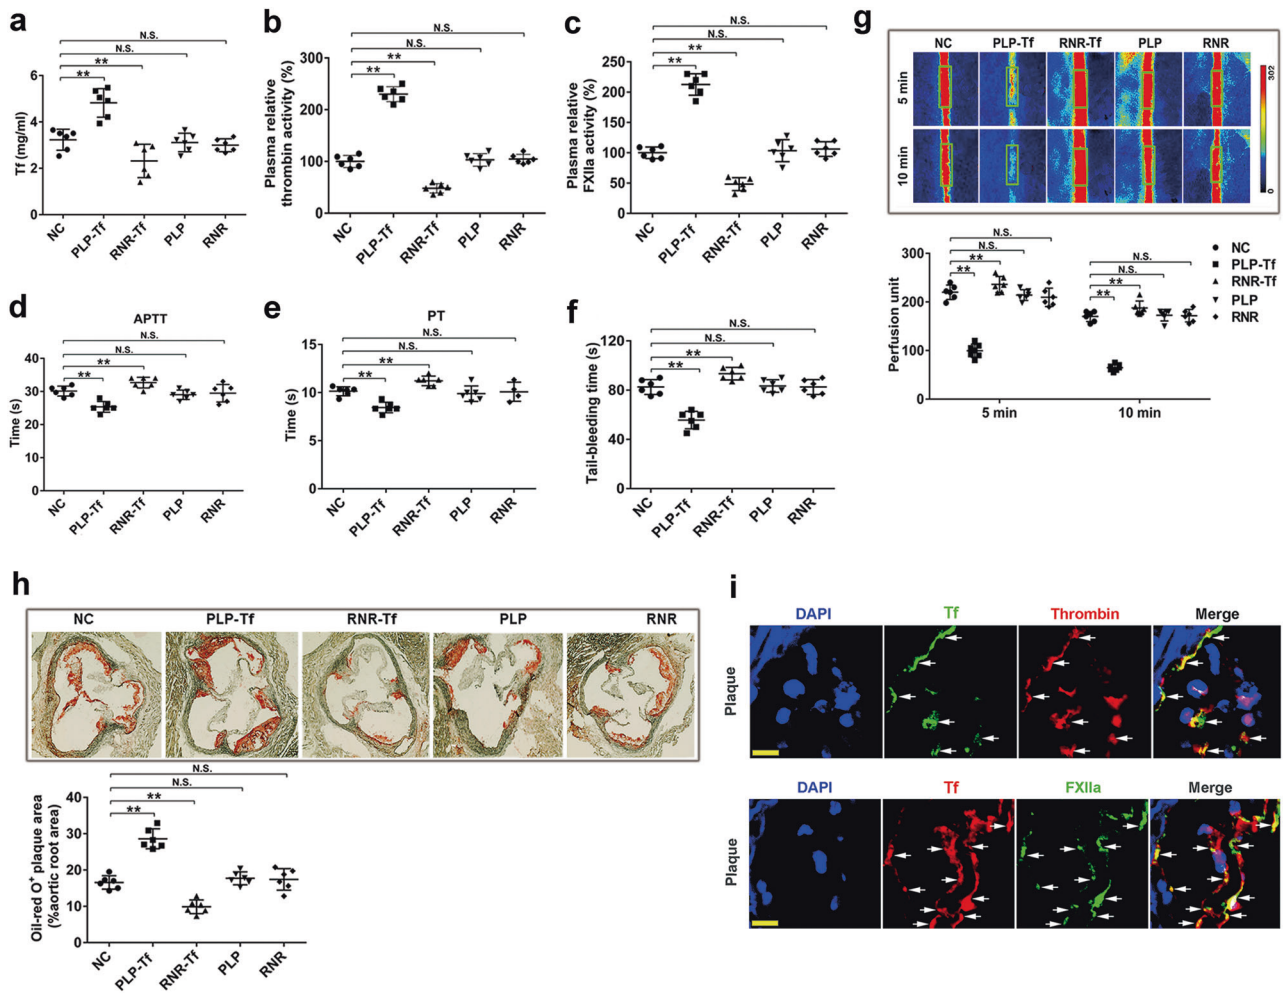 a
N.S.
N.S.
**
**
Tf (mg/ml)
6
4
2
0
NC
PLP-Tf
RNR-Tf
PLP
RNR
b
N.S.
N.S.
**
**
Plasma relative
thrombin activity (%)
300
250
200
100
50
0
NC
PLP-Tf
RNR-Tf
PLP
RNR
c
N.S.
N.S.
**
**
Plasma relative
FXIIa activity (%)
250
200
150
100
50
0
NC
PLP-Tf
RNR-Tf
PLP
RNR
g
NC PLP-Tf RNR-Tf PLP RNR
5 min
10 min
302
0
N.S.
N.S.
**
**
N.S.
N.S.
**
**
Perfusion unit
300
200
100
0
5 min 10 min
NC
PLP-Tf
RNR-Tf
PLP
RNR
d
APTT
N.S.
N.S.
**
**
Time (s)
40
30
20
10
0
NC
PLP-Tf
RNR-Tf
PLP
RNR
e
PT
N.S.
N.S.
**
**
Time (s)
15
10
5
0
NC
PLP-Tf
RNR-Tf
PLP
RNR
f
N.S.
N.S.
**
**
Tail-bleeding time (s)
120
80
40
0
NC
PLP-Tf
RNR-Tf
PLP
RNR
h
NC PLP-Tf RNR-Tf PLP RNR
N.S.
N.S.
**
**
Oil-red O+ plaque area
(%aortic root area)
40
30
20
10
0
NC
PLP-Tf
RNR-Tf
PLP
RNR
i
DAPI Tf Thrombin Merge
Plaque
DAPI Tf FXIIa Merge
Plaque